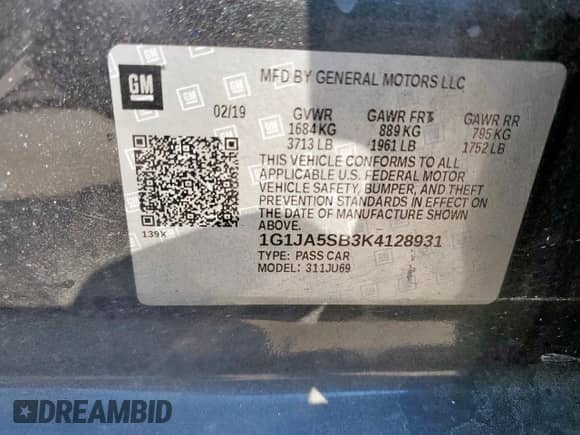 GM
MFD BY GENERAL MOTORS LLC
02/19 GVWR GAWR FRT GAWR RR
1684 KG 889 KG 795 KG
3713 LB 1961 LB 1752 LB
THIS VEHICLE CONFORMS TO ALL
APPLICABLE U.S. FEDERAL MOTOR
VEHICLE SAFETY, BUMPER, AND THEFT
PREVENTION STANDARDS IN EFFECT ON
THE DATE OF MANUFACTURE SHOWN
ABOVE.
139X
1G1JA5SB3K4128931
TYPE: PASS CAR
MODEL: 311JU69
DREAMBID